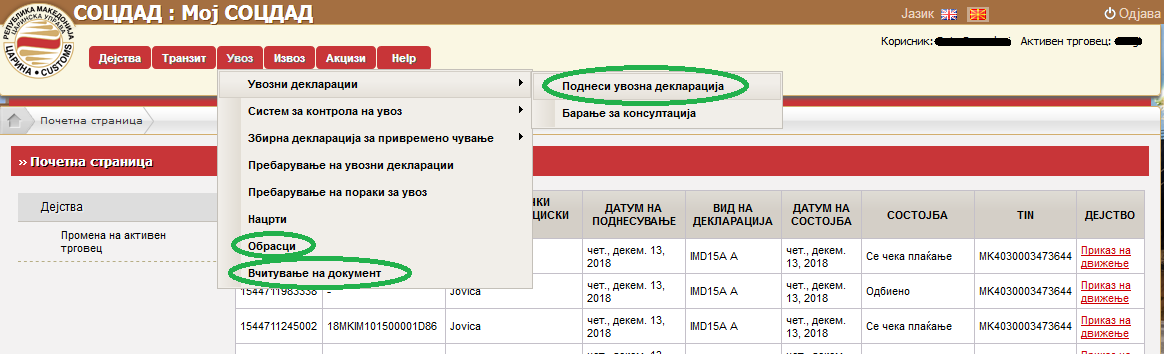 РЕПУБЛИКА МАКЕДОНИЈА
ЦАРИНСКА УПРАВА
ЦАРИНА • CUSTOMS
СОЦДАД : Мој СОЦДАД
Јазик
Одјава
Корисник:
Активен трговец:
Дејства Транзит Увоз Извоз Акцизи Help
Увозни декларации
Поднеси увозна декларација
Систем за контрола на увоз
Барање за консултација
Почетна страница
Збирна декларација за привремено чување
» Почетна страница
Пребарување на увозни декларации
Пребарување на пораки за увоз
Дејства
Нацрти
Промена на активен
трговец
Обрасци
Вчитување на документ
ДАТУМ НА
ПОДНЕСУВАЊЕ
ВИД НА
ДЕКЛАРАЦИЈА
ДАТУМ НА
СОСТОЈБА
СОСТОЈБА
TIN
ДЕЈСТВО
чет., декем. 13,
2018
IMD15A A
чет., декем.
13, 2018
Се чека плаќање
MK4030003473644
Приказ на
движење
1544711983338
-
Jovica
чет., декем. 13,
2018
IMD15A A
чет., декем.
13, 2018
Одбиено
MK4030003473644
Приказ на
движење
1544711245002
18MKIM101500001D86
Jovica
чет., декем. 13,
2018
IMD15A A
чет., декем.
13, 2018
Се чека плаќање
MK4030003473644
Приказ на
движење